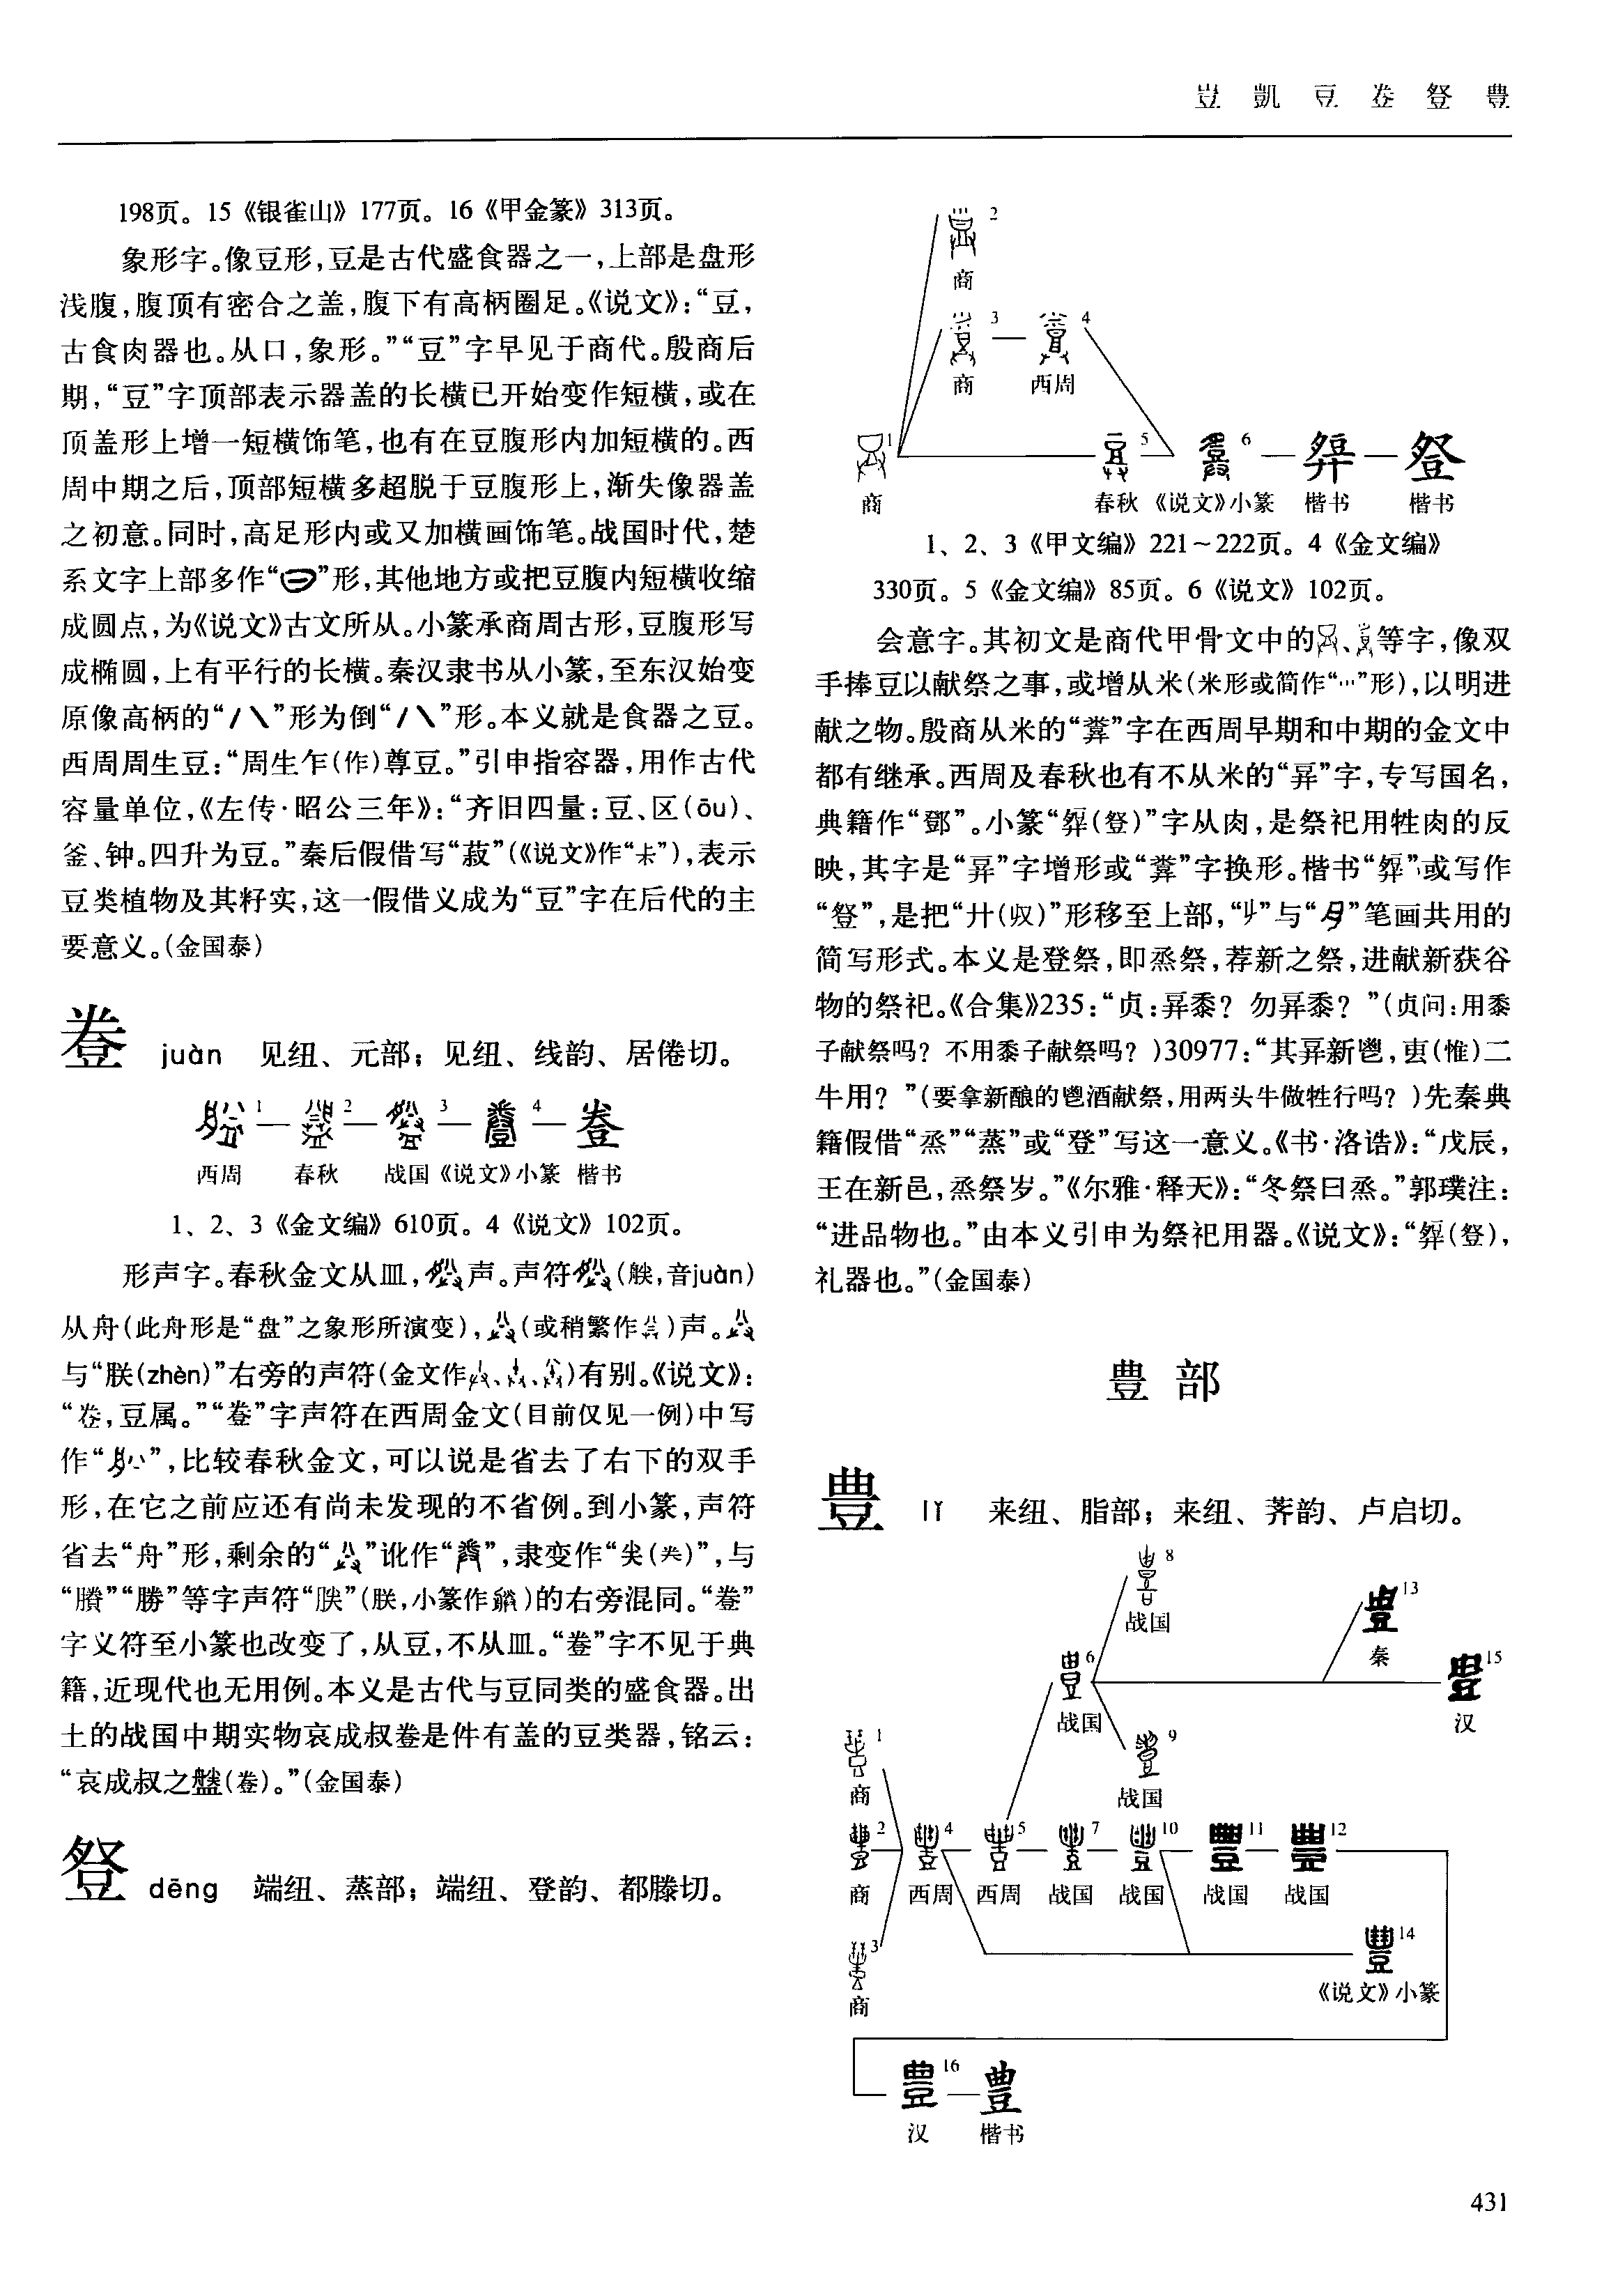 豈 凱 豆 豋 豊
198页。15《银雀山》177页。16《甲金篆》313页。
象形字。像豆形，豆是古代盛食器之一，上部是盘形
浅腹，腹顶有密合之盖，腹下有高柄圈足。《说文》：“豆，
古食肉器也。从口，象形。”“豆”字早见于商代。殷商后
期，“豆”字顶部表示器盖的长横已开始变作短横，或在
顶盖形上增一短横饰笔，也有在豆腹形内加短横的。西
周中期之后，顶部短横多超脱于豆腹形上，渐失像器盖
之初意。同时，高足形内或又加横画饰笔。战国时代，楚
系文字上部多作“”形，其他地方或把豆腹内短横收缩
成圆点，为《说文》古文所从。小篆承商周古形，豆腹形写
成椭圆，上有平行的长横。秦汉隶书从小篆，至东汉始变
原像高柄的“/\”形为倒“/\”形。本义就是食器之豆。
西周周生豆：“周生乍(作)尊豆。”引申指容器，用作古代
容量单位，《左传·昭公三年》：“齐旧四量：豆、区(ōu)、
釜、钟。四升为豆。”秦后假借写“菽”(《说文》作“尗”)，表示
豆类植物及其籽实，这一假借义成为“豆”字在后代的主
要意义。(金国泰)
juàn 见纽、元部；见纽、线韵、居倦切。
1 2 3 4
西周 春秋 战国 《说文》小篆 楷书
1、2、3《金文编》610页。4《说文》102页。
形声字。春秋金文从皿，声。声符(，音juàn)
从舟(此舟形是“盘”之象形所演变)，(或稍繁作)声。
与“朕(zhèn)”右旁的声符(金文作、、)有别。《说文》：
“，豆属。”“”字声符在西周金文(目前仅见一例)中写
作“”，比较春秋金文，可以说是省去了右下的双手
形，在它之前应还有尚未发现的不省例。到小篆，声符
省去“舟”形，剩余的“”讹作“”，隶变作“()”，与
“賸”“勝”等字声符“”(朕，小篆作)的右旁混同。“”
字义符至小篆也改变了，从豆，不从皿。“”字不见于典
籍，近现代也无用例。本义是古代与豆同类的盛食器。出
土的战国中期实物哀成叔是件有盖的豆类器，铭云：
“哀成叔之()。”(金国泰)
豋 dēng 端纽、蒸部；端纽、登韵、都滕切。
2
商
3 4
商 西周
1 5 6 豋
商 春秋 《说文》小篆 楷书 楷书
1、2、3《甲文编》221～222页。4《金文编》
330页。5《金文编》85页。6《说文》102页。
会意字。其初文是商代甲骨文中的、等字，像双
手捧豆以献祭之事，或增从米(米形或简作“”形)，以明进
献之物。殷商从米的“”字在西周早期和中期的金文中
都有继承。西周及春秋也有不从米的“”字，专写国名，
典籍作“鄧”。小篆“(豋)”字从肉，是祭祀用牲肉的反
映，其字是“”字增形或“”字换形。楷书“”或写作
“豋”，是把“廾(収)”形移至上部，“”与“”笔画共用的
简写形式。本义是登祭，即烝祭，荐新之祭，进献新获谷
物的祭祀。《合集》235：“贞：黍？勿黍？”(贞问：用黍
子献祭吗？不用黍子献祭吗？)30977：“其新鬯，叀(惟)二
牛用？”(要拿新酿的鬯酒献祭，用两头牛做牲行吗？)先秦典
籍假借“烝”“蒸”或“登”写这一意义。《书·洛诰》：“戊辰，
王在新邑，烝祭岁。”《尔雅·释天》：“冬祭曰烝。”郭璞注：
“进品物也。”由本义引申为祭祀用器。《说文》：“(豋)，
礼器也。”(金国泰)
豊 部
豊 lǐ 来纽、脂部；来纽、荠韵、卢启切。
8
战国
13
秦
6
战国
15
汉
1
商
9
战国
2 4 5 7 10 11 12
商 西周 西周 战国 战国 战国 战国
3
商
14
《说文》小篆
16 豊
汉 楷书
431